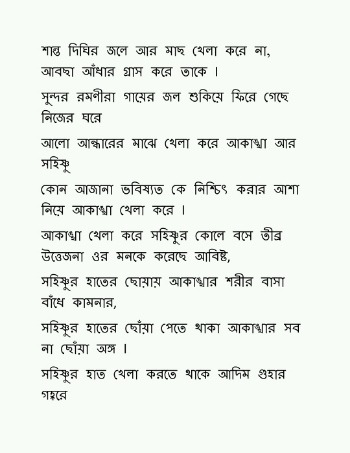 শান্ত দিঘির জলে আর মাছ খেলা করে না,
আবছা আঁধার গ্রাস করে তাকে ।
সুন্দর রমণীরা গায়ের জল শুকিয়ে ফিরে গেছে
নিজের ঘরে
আলো আন্ধারের মাঝে খেলা করে আকাঙ্খা আর
সহিষ্ণু
কোন আজানা ভবিষ্যত কে নিশ্চিৎ করার আশা
নিয়ে আকাঙ্খা খেলা করে ।
আকাঙ্খা খেলা করে সহিষ্ণুর কোলে বসে তীব্র
উত্তেজনা ওর মনকে করেছে আবিষ্ট,
সহিষ্ণুর হাতের ছোয়ায় আকাঙ্খার শরীর বাসা
বাঁধে কামনার,
সহিষ্ণুর হাতের ছোঁয়া পেতে থাকা আকাঙ্খার সব
না ছোঁয়া অঙ্গ ।
সহিষ্ণুর হাত খেলা করতে থাকে আদিম গুহার
গহ্বরে